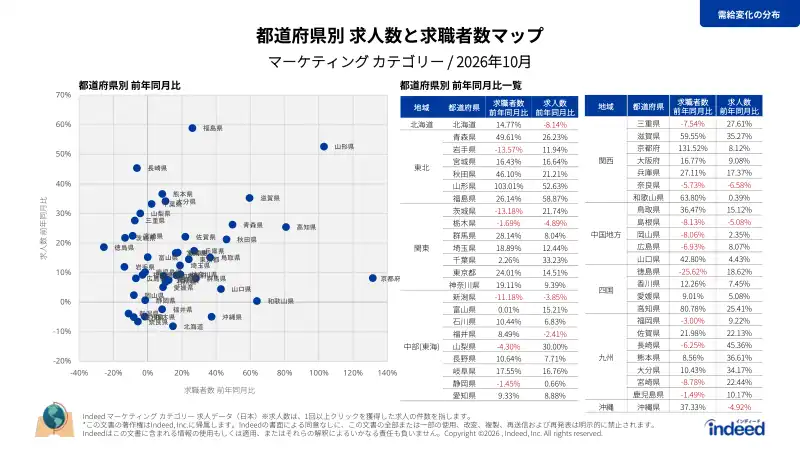 需給変化の分布
都道府県別 求人数と求職者数マップ
マーケティング カテゴリー / 2026年10月
都道府県別 前年同月比
70%
60%
50%
40%
30%
20%
10%
0%
-10%
-20%
-40%
-20%
0%
20%
40%
60%
80%
100%
120%
140%
求人数 前年同月比
求職者数 前年同月比
福島県
山形県
長崎県
熊本県
大分県
滋賀県
山梨県
三重県
青森県
高知県
佐賀県
秋田県
徳島県
富山県
鳥取県
埼玉県
岩手県
群馬県
京都府
愛媛県
山口県
静岡県
和歌山県
福井県
沖縄県
奈良県
北海道
都道府県別 前年同月比一覧
地域 都道府県 求職者数 前年同月比 求人数 前年同月比
北海道 北海道 14.77% -8.14%
東北 青森県 49.61% 26.23%
岩手県 -13.57% 11.94%
宮城県 16.43% 16.64%
秋田県 46.10% 21.21%
山形県 103.01% 52.63%
福島県 26.14% 58.87%
関東 茨城県 -13.18% 21.74%
栃木県 -1.69% -4.89%
群馬県 28.14% 8.04%
埼玉県 18.89% 12.44%
千葉県 2.26% 33.23%
東京都 24.01% 14.51%
神奈川県 19.11% 9.39%
中部(東海) 新潟県 -11.18% -3.85%
富山県 0.01% 15.21%
石川県 10.44% 6.83%
福井県 8.49% -2.41%
山梨県 -4.30% 30.00%
長野県 10.64% 7.71%
岐阜県 17.55% 16.76%
静岡県 -1.45% 0.66%
愛知県 9.33% 8.88%
地域 都道府県 求職者数 前年同月比 求人数 前年同月比
関西 三重県 -7.54% 27.61%
滋賀県 59.55% 35.27%
京都府 131.52% 8.12%
大阪府 16.77% 9.08%
兵庫県 27.11% 17.37%
奈良県 -5.73% -6.58%
和歌山県 63.80% 0.39%
中国地方 鳥取県 36.47% 15.12%
島根県 -8.13% -5.08%
岡山県 -8.06% 2.35%
広島県 -6.93% 8.07%
山口県 42.80% 4.43%
四国 徳島県 -25.62% 18.62%
香川県 12.26% 7.45%
愛媛県 9.01% 5.08%
高知県 80.78% 25.41%
九州 福岡県 -3.00% 9.22%
佐賀県 21.98% 22.13%
長崎県 -6.25% 45.36%
熊本県 8.56% 36.61%
大分県 10.43% 34.17%
宮崎県 -8.78% 22.44%
鹿児島県 -1.49% 10.17%
沖縄 沖縄県 37.33% -4.92%
Indeed マーケティング カテゴリー 求人データ（日本）※求人数は、1回以上クリックを獲得した求人の件数を指します。
*この文書の著作権はIndeed, Inc.に帰属します。Indeedの書面による同意なしに、この文書の全部または一部の使用、改変、複製、再送信および再発表は明示的に禁止されます。
Indeedはこの文書に含まれる情報の使用もしくは適用、またはそれらの解釈によるいかなる責任も負いません。Copyright ©2026 , Indeed, Inc. All rights reserved.
インディード
indeed